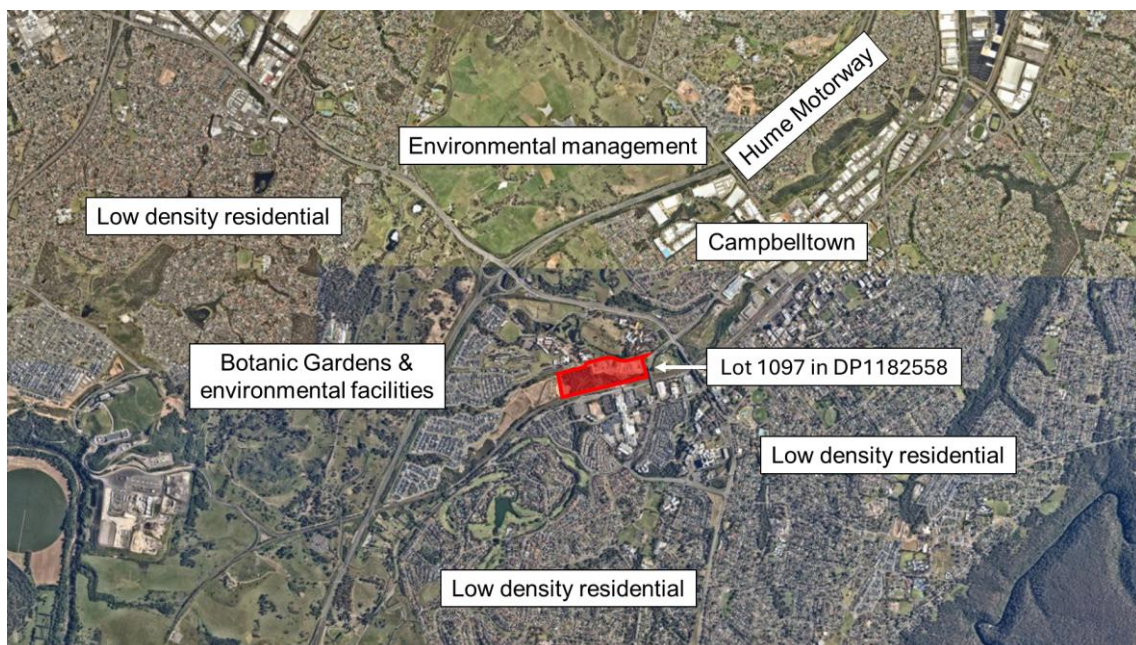 Hume Motorway
Environmental management
Low density residential
Campbelltown
Botanic Gardens &
environmental facilities
Lot 1097 in DP1182558
Low density residential
Low density residential